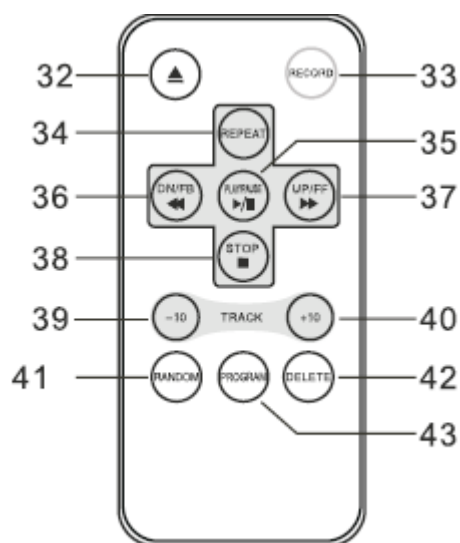 32 ▲ RECORD 33
34 REPEAT 35
36 DN/FB ◀◀ PLAY/PAUSE ▶/▮▮ UP/FF ▶▶ 37
38 STOP ■
39 -10 TRACK +10 40
41 RANDOM PROGRAM DELETE 42
43